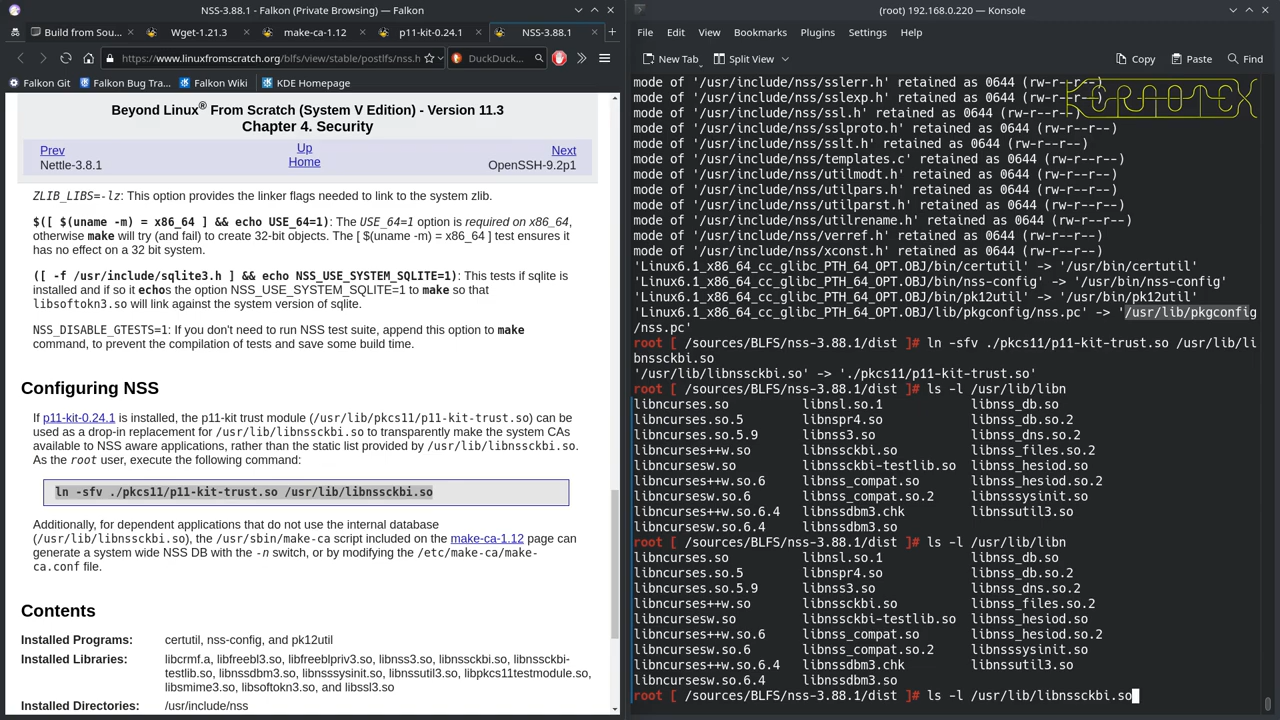 NSS-3.88.1 — Falkon (Private Browsing) — Falkon
Build from Sou...
Wget-1.21.3
make-ca-1.12
p11-kit-0.24.1
NSS-3.88.1
https://www.linuxfromscratch.org/blfs/view/stable/postlfs/nss.h
DuckDuck
Falkon Git
Falkon Bug Tra...
Falkon Wiki
KDE Homepage
Beyond Linux® From Scratch (System V Edition) - Version 11.3
Chapter 4. Security
Prev
Up
Next
Nettle-3.8.1
Home
OpenSSH-9.2p1
ZLIB_LIBS=-lz: This option provides the linker flags needed to link to the system zlib.
$([ $(uname -m) = x86_64 ] && echo USE_64=1): The USE_64=1 option is required on x86_64,
otherwise make will try (and fail) to create 32-bit objects. The [ $(uname -m) = x86_64 ] test ensures it
has no effect on a 32 bit system.
([ -f /usr/include/sqlite3.h ] && echo NSS_USE_SYSTEM_SQLITE=1): This tests if sqlite is
installed and if so it echos the option NSS_USE_SYSTEM_SQLITE=1 to make so that
libsoftokn3.so will link against the system version of sqlite.
NSS_DISABLE_GTESTS=1: If you don't need to run NSS test suite, append this option to make
command, to prevent the compilation of tests and save some build time.
Configuring NSS
If p11-kit-0.24.1 is installed, the p11-kit trust module (/usr/lib/pkcs11/p11-kit-trust.so) can be
used as a drop-in replacement for /usr/lib/libnssckbi.so to transparently make the system CAs
available to NSS aware applications, rather than the static list provided by /usr/lib/libnssckbi.so.
As the root user, execute the following command:
ln -sfv ./pkcs11/p11-kit-trust.so /usr/lib/libnssckbi.so
Additionally, for dependent applications that do not use the internal database
(/usr/lib/libnssckbi.so), the /usr/sbin/make-ca script included on the make-ca-1.12 page can
generate a system wide NSS DB with the -n switch, or by modifying the /etc/make-ca/make-
ca.conf file.
Contents
Installed Programs: certutil, nss-config, and pk12util
Installed Libraries: libcrmf.a, libfreebl3.so, libfreeblpriv3.so, libnss3.so, libnssckbi.so, libnssckbi-
testlib.so, libnssdbm3.so, libnsssysinit.so, libnssutil3.so, libpkcs11testmodule.so,
libsmime3.so, libsoftokn3.so, and libssl3.so
Installed Directories: /usr/include/nss
(root) 192.168.0.220 — Konsole
File Edit View Bookmarks Plugins Settings Help
New Tab
Split View
Copy
Paste
Find
KERNOTEX
mode of '/usr/include/nss/sslerr.h' retained as 0644 (rw-r--r--)
mode of '/usr/include/nss/sslexp.h' retained as 0644 (rw-r--r--)
mode of '/usr/include/nss/ssl.h' retained as 0644 (rw-r--r--)
mode of '/usr/include/nss/sslproto.h' retained as 0644 (rw-r--r--)
mode of '/usr/include/nss/sslt.h' retained as 0644 (rw-r--r--)
mode of '/usr/include/nss/templates.c' retained as 0644 (rw-r--r--)
mode of '/usr/include/nss/utilmodt.h' retained as 0644 (rw-r--r--)
mode of '/usr/include/nss/utilpars.h' retained as 0644 (rw-r--r--)
mode of '/usr/include/nss/utilparst.h' retained as 0644 (rw-r--r--)
mode of '/usr/include/nss/utilrename.h' retained as 0644 (rw-r--r--)
mode of '/usr/include/nss/verref.h' retained as 0644 (rw-r--r--)
mode of '/usr/include/nss/xconst.h' retained as 0644 (rw-r--r--)
'Linux6.1_x86_64_cc_glibc_PTH_64_OPT.OBJ/bin/certutil' -> '/usr/bin/certutil'
'Linux6.1_x86_64_cc_glibc_PTH_64_OPT.OBJ/bin/nss-config' -> '/usr/bin/nss-config'
'Linux6.1_x86_64_cc_glibc_PTH_64_OPT.OBJ/bin/pk12util' -> '/usr/bin/pk12util'
'Linux6.1_x86_64_cc_glibc_PTH_64_OPT.OBJ/lib/pkgconfig/nss.pc' -> '/usr/lib/pkgconfig
/nss.pc'
root [ /sources/BLFS/nss-3.88.1/dist ]# ln -sfv ./pkcs11/p11-kit-trust.so /usr/lib/li
bnssckbi.so
'/usr/lib/libnssckbi.so' -> './pkcs11/p11-kit-trust.so'
root [ /sources/BLFS/nss-3.88.1/dist ]# ls -l /usr/lib/libn
libncurses.so libnsl.so.1 libnss_db.so
libncurses.so.5 libnspr4.so libnss_db.so.2
libncurses.so.5.9 libnss3.so libnss_dns.so.2
libncurses++w.so libnssckbi.so libnss_files.so.2
libncursesw.so libnssckbi-testlib.so libnss_hesiod.so
libncurses++w.so.6 libnss_compat.so libnss_hesiod.so.2
libncursesw.so.6 libnss_compat.so.2 libnsssysinit.so
libncurses++w.so.6.4 libnssdbm3.chk libnssutil3.so
libncursesw.so.6.4 libnssdbm3.so
root [ /sources/BLFS/nss-3.88.1/dist ]# ls -l /usr/lib/libn
libncurses.so libnsl.so.1 libnss_db.so
libncurses.so.5 libnspr4.so libnss_db.so.2
libncurses.so.5.9 libnss3.so libnss_dns.so.2
libncurses++w.so libnssckbi.so libnss_files.so.2
libncursesw.so libnssckbi-testlib.so libnss_hesiod.so
libncurses++w.so.6 libnss_compat.so libnss_hesiod.so.2
libncursesw.so.6 libnss_compat.so.2 libnsssysinit.so
libncurses++w.so.6.4 libnssdbm3.chk libnssutil3.so
libncursesw.so.6.4 libnssdbm3.so
root [ /sources/BLFS/nss-3.88.1/dist ]# ls -l /usr/lib/libnssckbi.so